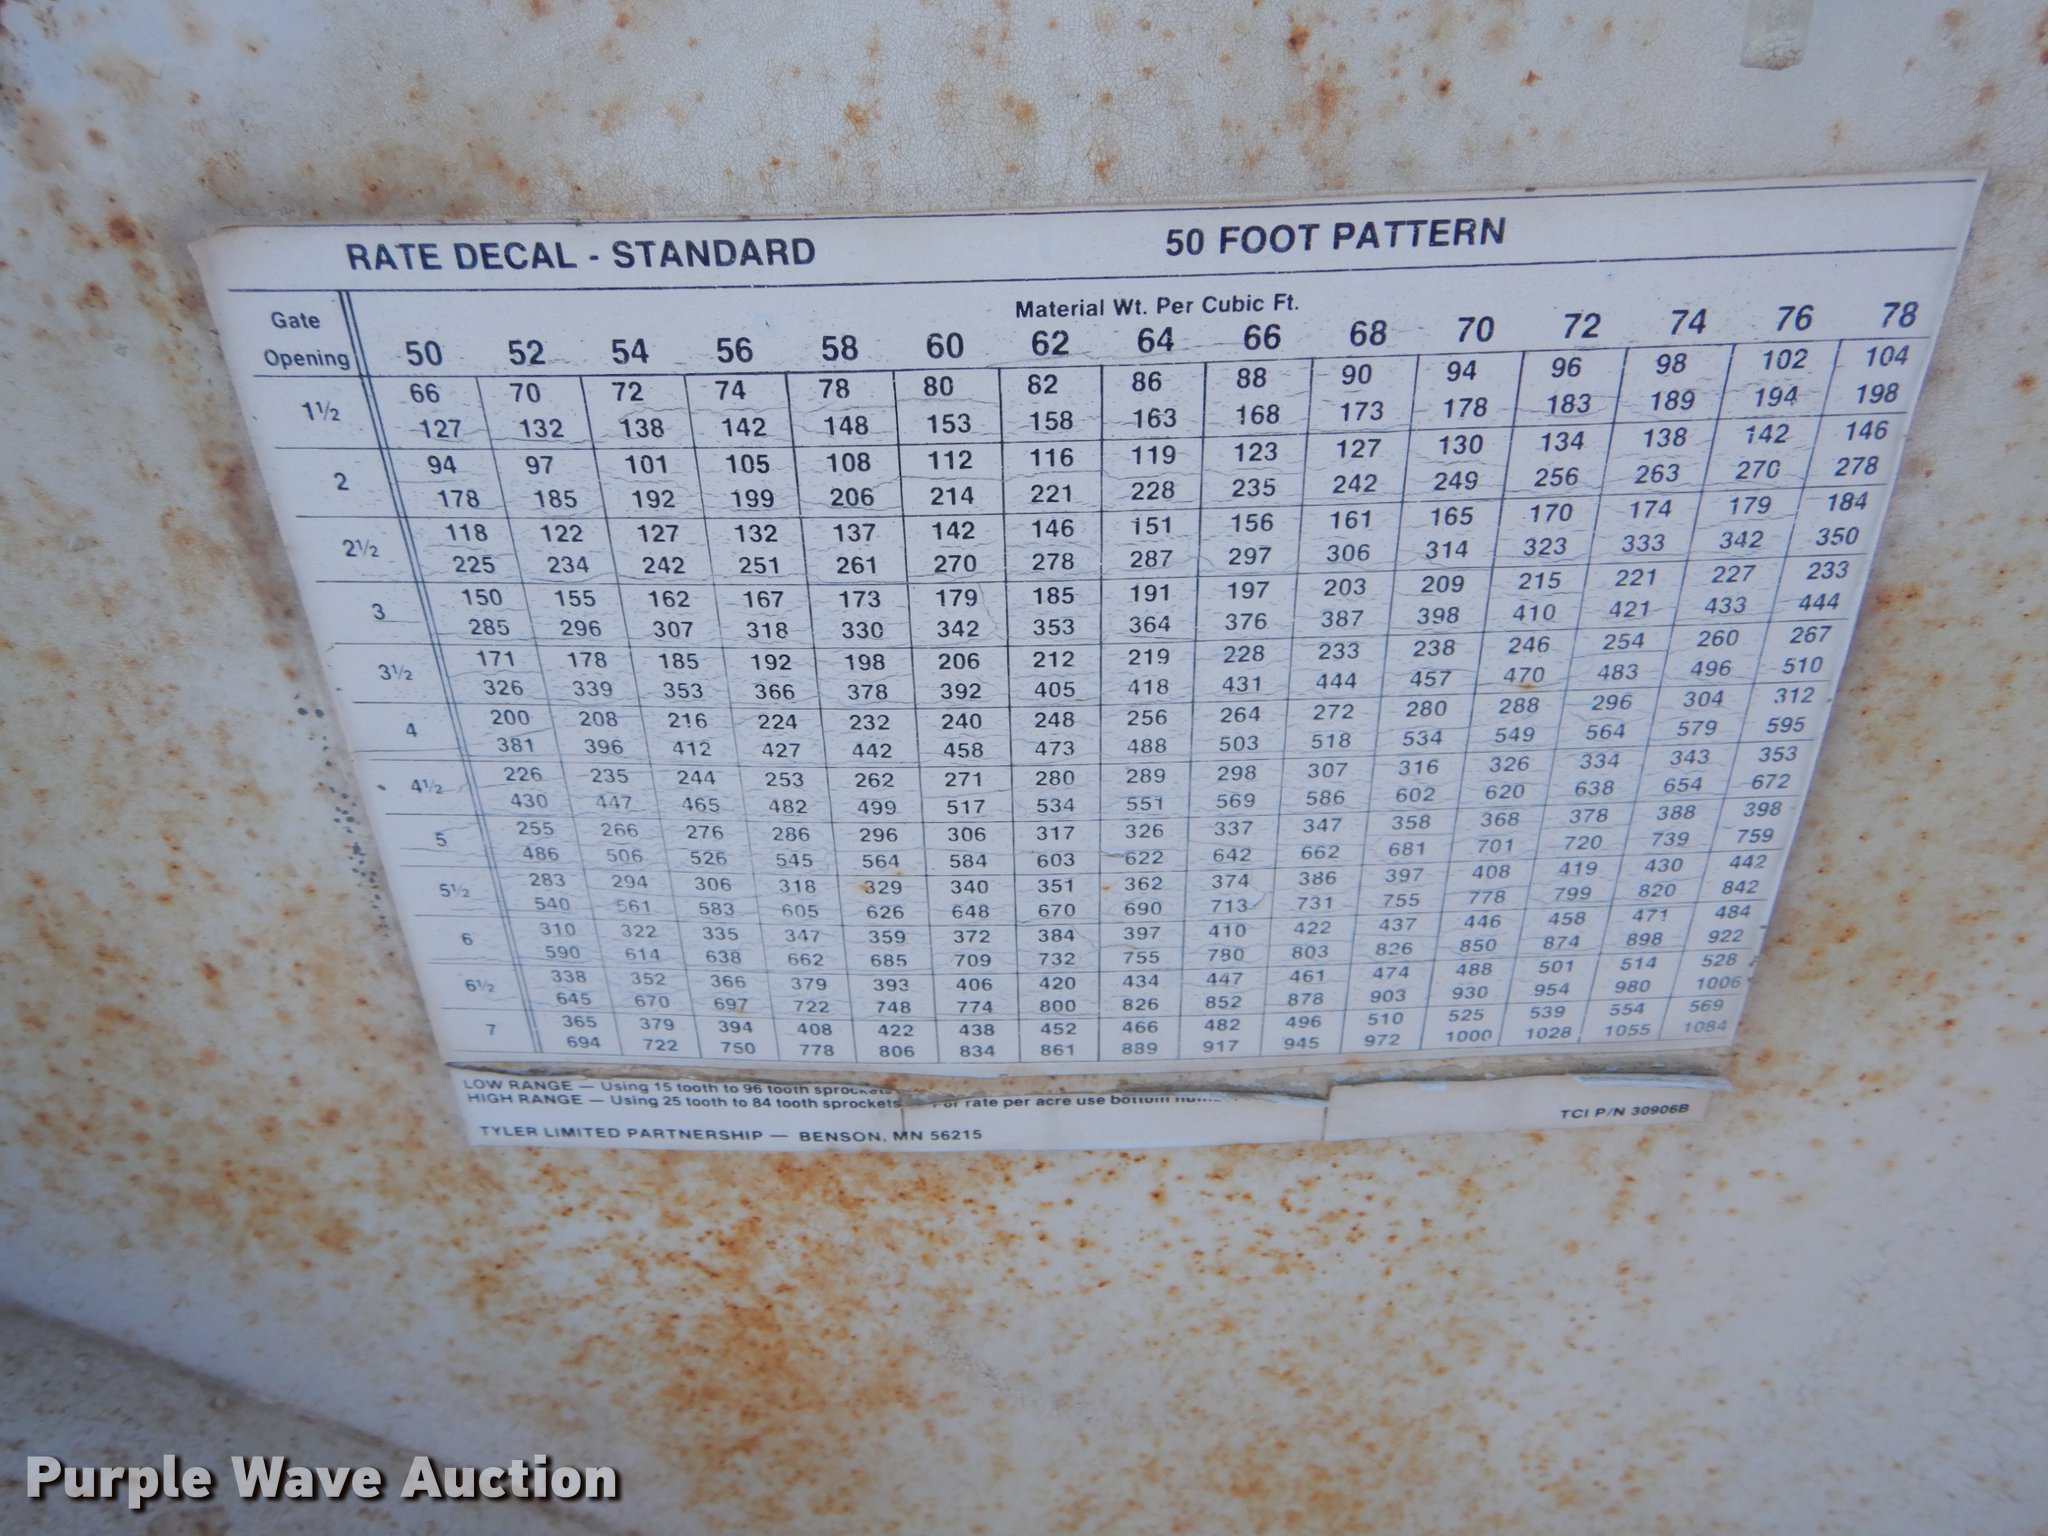 RATE DECAL - STANDARD 50 FOOT PATTERN
Material Wt. Per Cubic Ft.
Gate Opening 50 52 54 56 58 60 62 64 66 68 70 72 74 76 78
1½ 66 70 72 74 78 80 82 86 88 90 94 96 98 102 104
127 132 138 142 148 153 158 163 168 173 178 183 189 194 198
2 94 97 101 105 108 112 116 119 123 127 130 134 138 142 146
178 185 192 199 206 214 221 228 235 242 249 256 263 270 278
2½ 118 122 127 132 137 142 146 151 156 161 165 170 174 179 184
225 234 242 251 261 270 278 287 297 306 314 323 333 342 350
3 150 155 162 167 173 179 185 191 197 203 209 215 221 227 233
285 296 307 318 330 342 353 364 376 387 398 410 421 433 444
3½ 171 178 185 192 198 206 212 219 228 233 238 246 254 260 267
326 339 353 366 378 392 405 418 431 444 457 470 483 496 510
4 200 208 216 224 232 240 248 256 264 272 280 288 296 304 312
381 396 412 427 442 458 473 488 503 518 534 549 564 579 595
4½ 226 235 244 253 262 271 280 289 298 307 316 326 334 343 353
430 447 465 482 499 517 534 551 569 586 602 620 638 654 672
5 255 266 276 286 296 306 317 326 337 347 358 368 378 388 398
486 506 526 545 564 584 603 622 642 662 681 701 720 739 759
5½ 283 294 306 318 329 340 351 362 374 386 397 408 419 430 442
540 561 583 605 626 648 670 690 713 731 755 778 799 820 842
6 310 322 335 347 359 372 384 397 410 422 437 446 458 471 484
590 614 638 662 685 709 732 755 780 803 826 850 874 898 922
6½ 338 352 366 379 393 406 420 434 447 461 474 488 501 514 528
645 670 697 722 748 774 800 826 852 878 903 930 954 980 1006
7 365 379 394 408 422 438 452 466 482 496 510 525 539 554 569
694 722 750 778 806 834 861 889 917 945 972 1000 1028 1055 1084
LOW RANGE — Using 15 tooth to 96 tooth sprockets
HIGH RANGE — Using 25 tooth to 84 tooth sprockets For rate per acre use bottom
TCI P/N 30906B
TYLER LIMITED PARTNERSHIP — BENSON, MN 56215
Purple Wave Auction